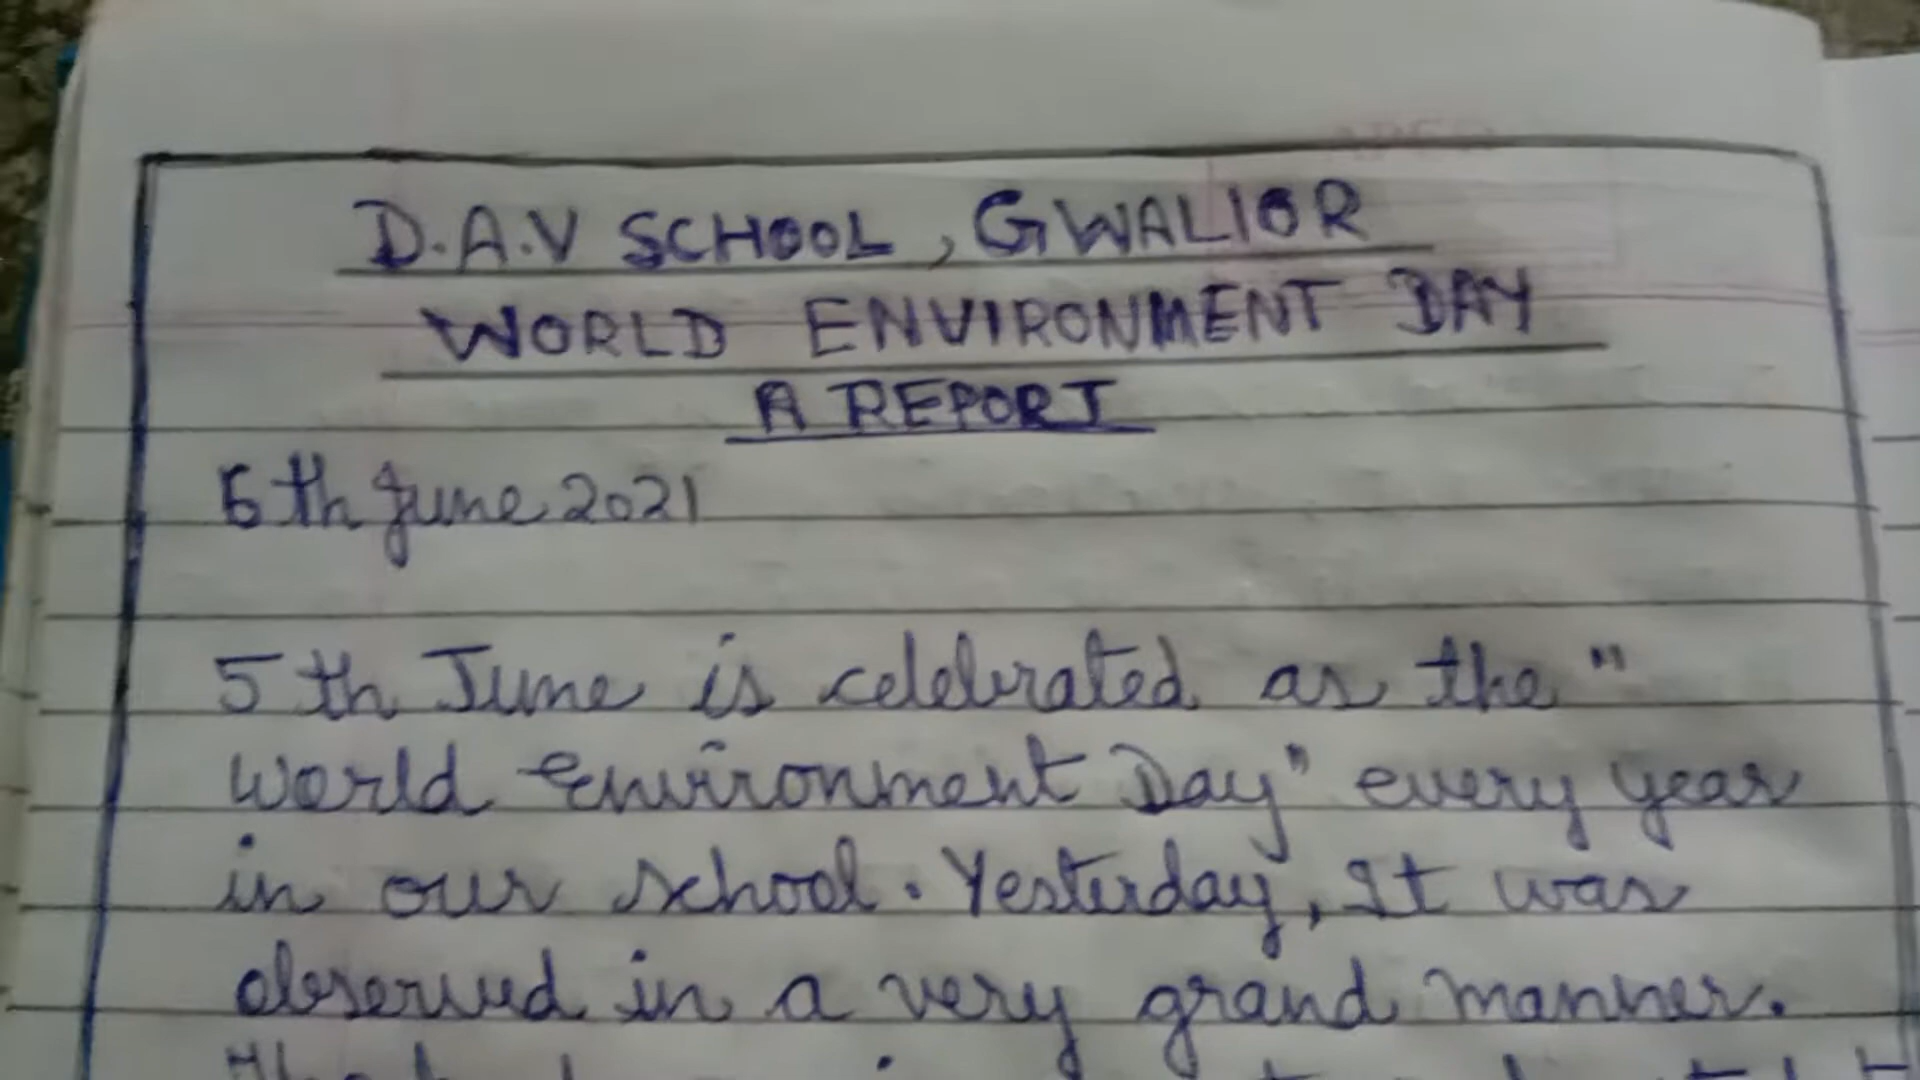 D.A.V SCHOOL, GWALIOR
WORLD ENVIRONMENT DAY
A REPORT
6th June 2021
5th June is celebrated as the "
World Environment Day" every year
in our school. Yesterday, It was
observed in a very grand manner.